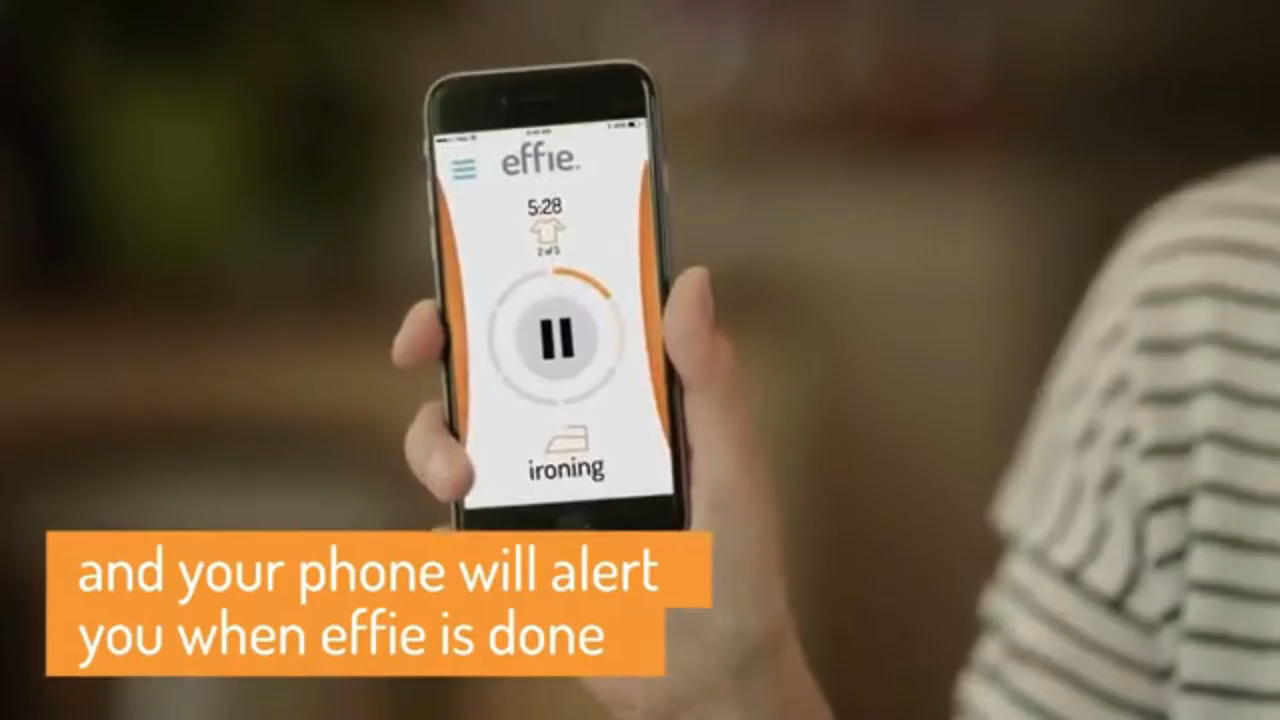 effie
5:28
2 of 5
ironing
and your phone will alert
you when effie is done